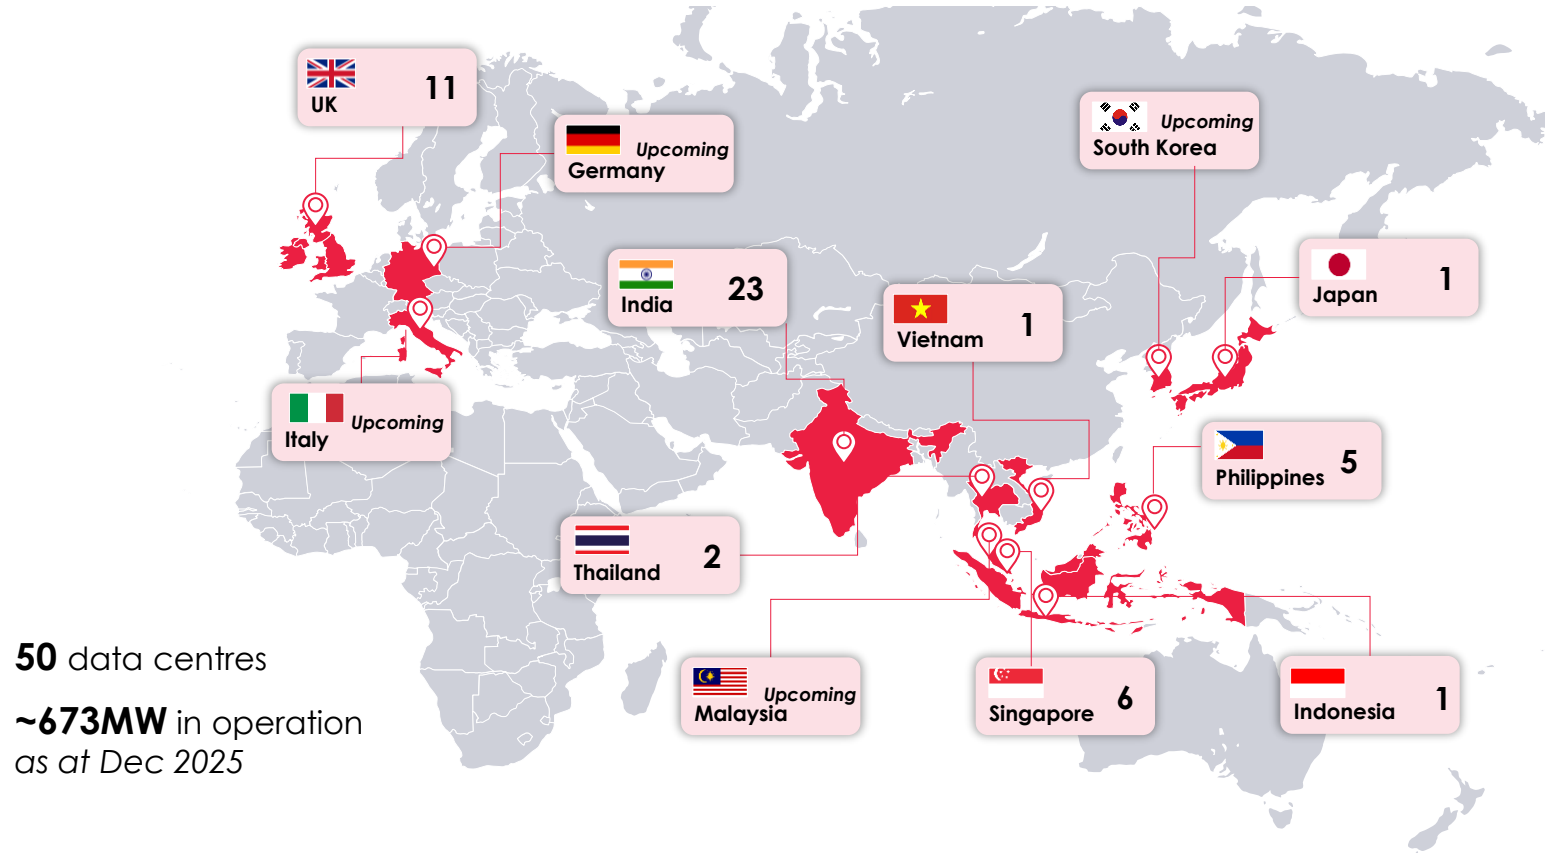 UK
11
Upcoming
Germany
Upcoming
South Korea
India
23
Japan
1
Vietnam
1
Upcoming
Italy
Philippines
5
Thailand
2
50 data centres
~673MW in operation
as at Dec 2025
Upcoming
Malaysia
Singapore
6
Indonesia
1